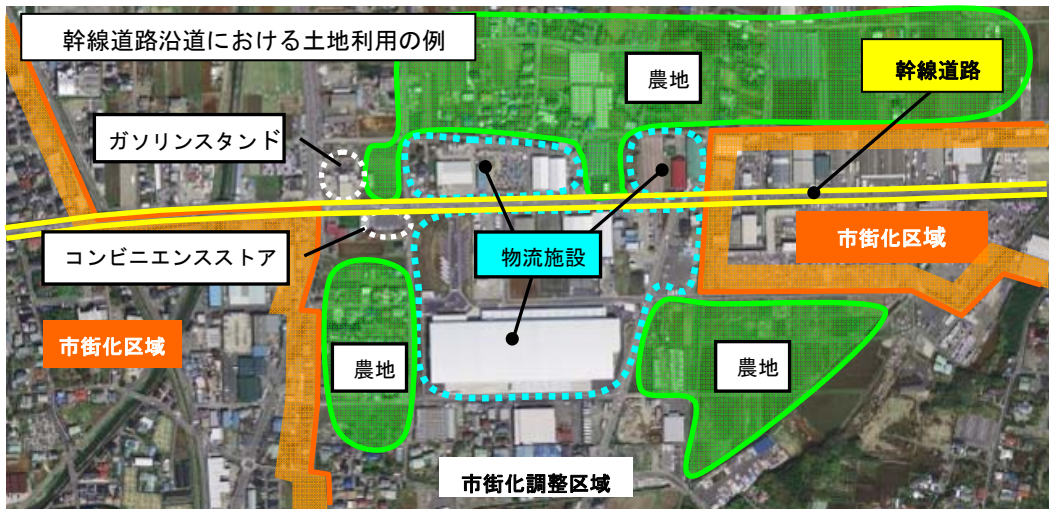 幹線道路沿道における土地利用の例
農地
幹線道路
ガソリンスタンド
コンビニエンスストア
物流施設
市街化区域
市街化区域
農地
農地
市街化調整区域